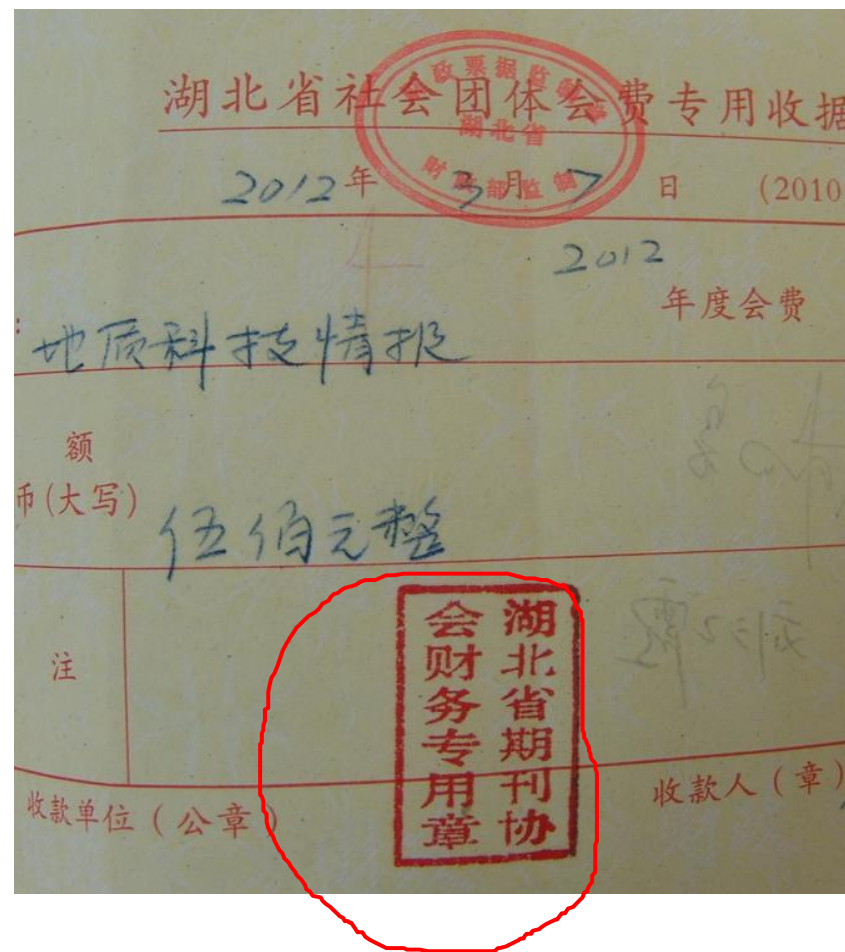 湖北省社会团体会费专用收据
湖北省
2012年 3月 7日 (2010
2012
年度会费
地质科技情报
额
币(大写)
伍佰元整
注
湖北省期刊协
会财务专用章
收款单位（公章）
收款人（章）